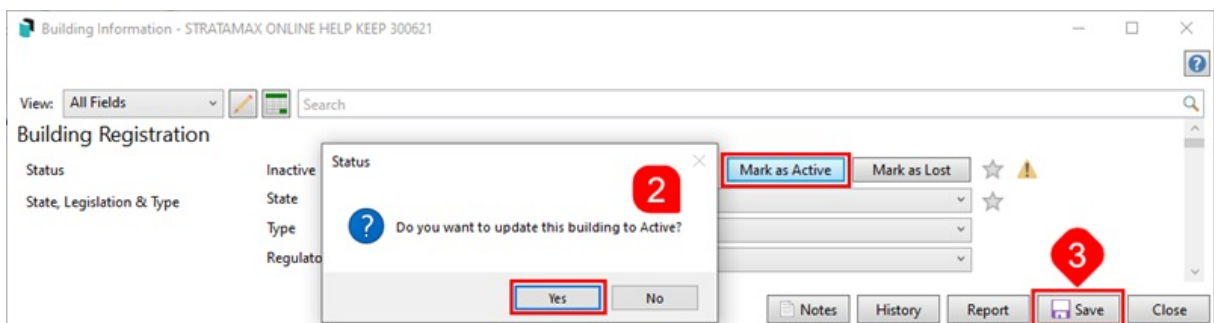 Building Information - STRATAMAX ONLINE HELP KEEP 300621
View: All Fields Search
Building Registration
Status Inactive Mark as Active Mark as Lost
State, Legislation & Type State
Type
Regulato
Status
2
Do you want to update this building to Active?
Yes No
3
Notes History Report Save Close